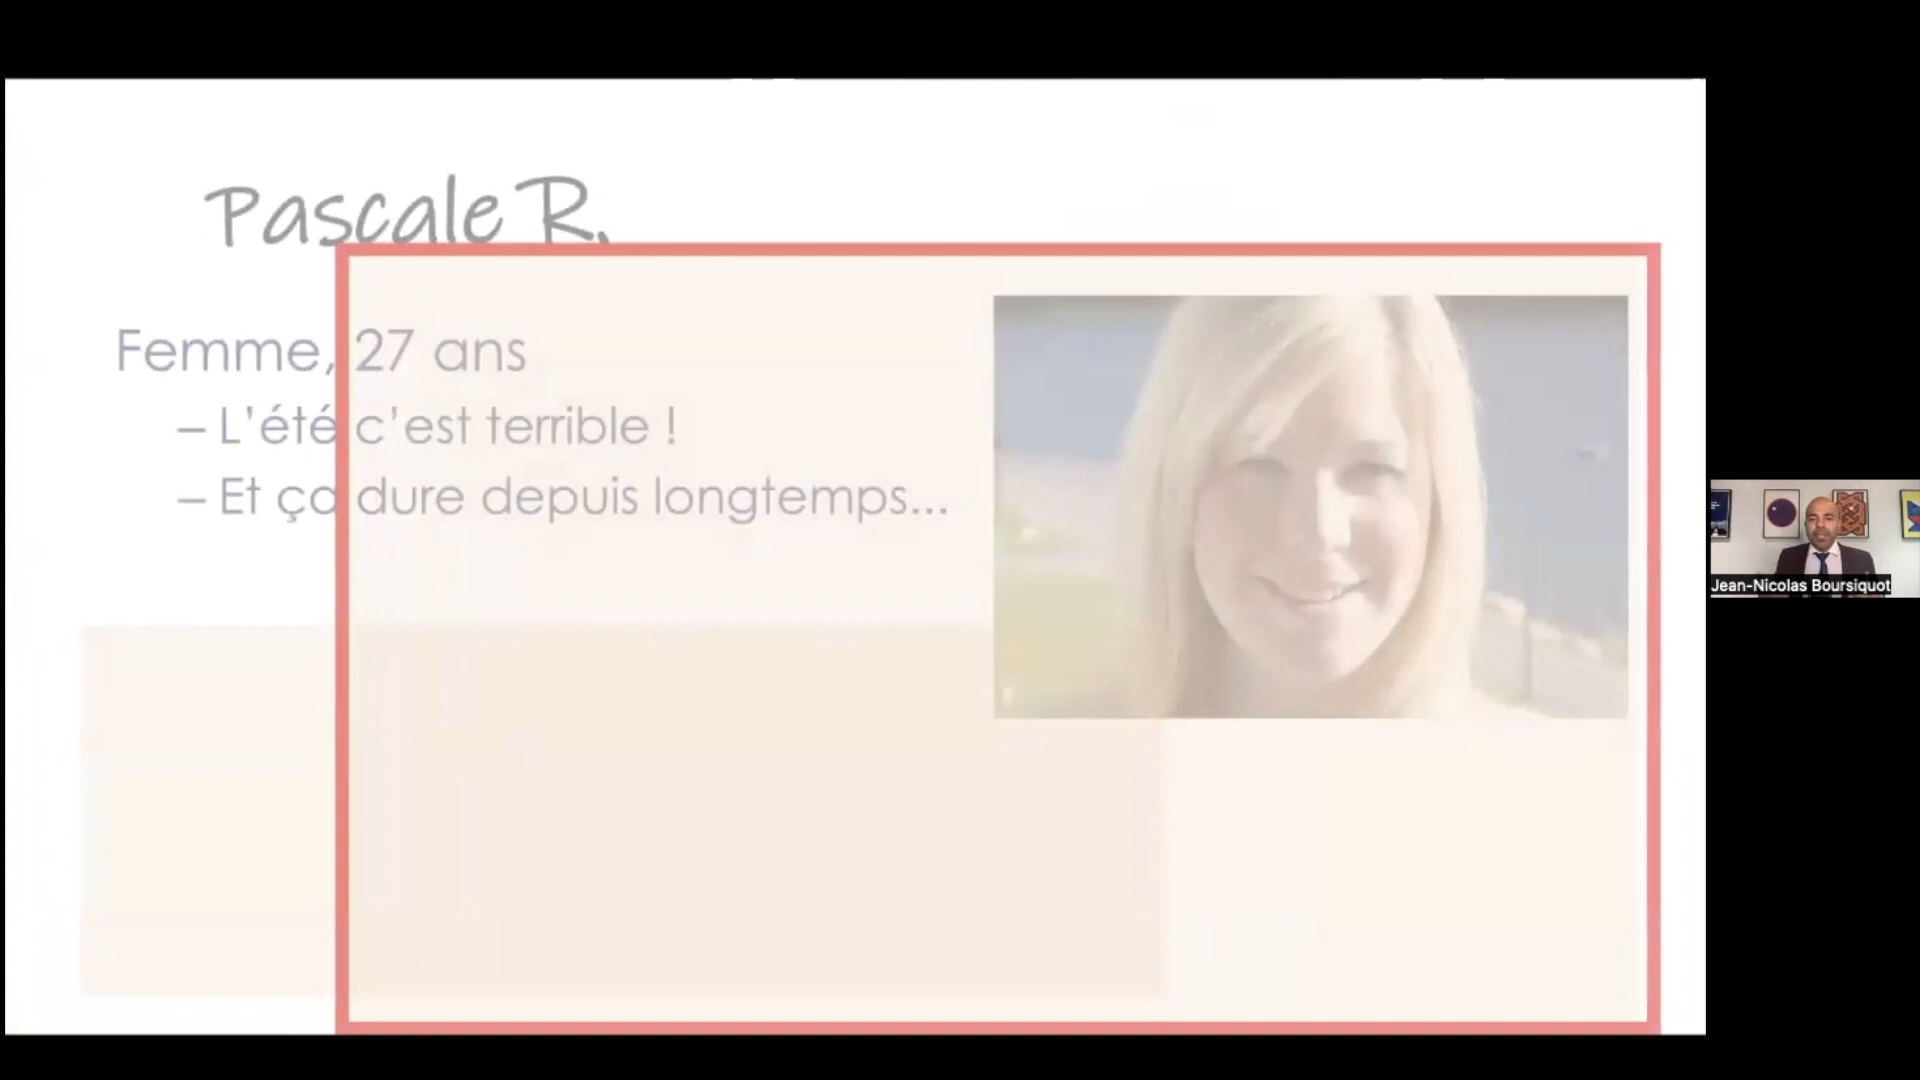 Pascale R.
Femme, 27 ans
– L'été c'est terrible !
– Et ça dure depuis longtemps...
Jean-Nicolas Boursiquot